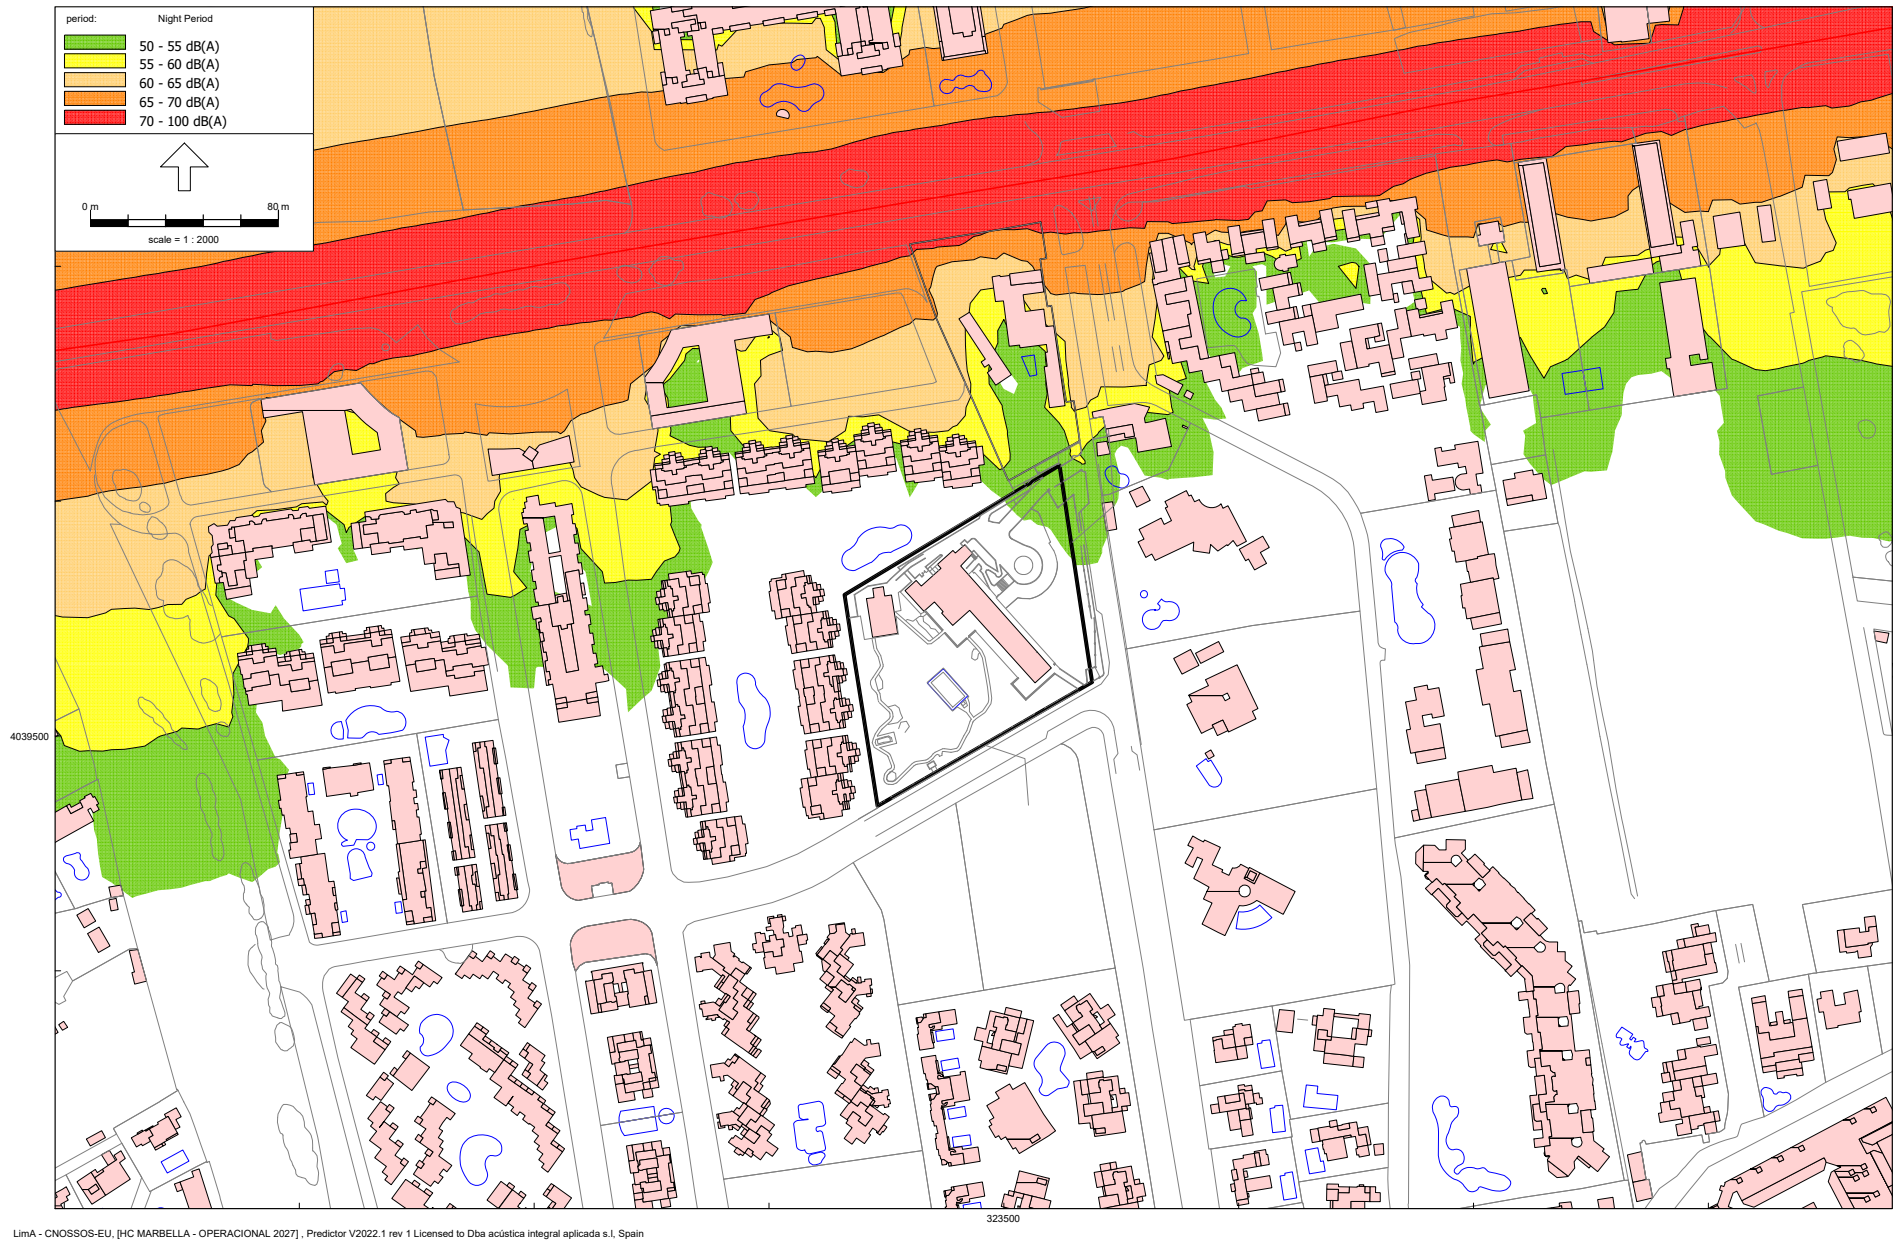 period: Night Period
50 - 55 dB(A)
55 - 60 dB(A)
60 - 65 dB(A)
65 - 70 dB(A)
70 - 100 dB(A)
0 m 80 m
scale = 1 : 2000
4039500
323500
LimA - CNOSSOS-EU, [HC MARBELLA - OPERACIONAL 2027] , Predictor V2022.1 rev 1 Licensed to Dba acústica integral aplicada s.l, Spain